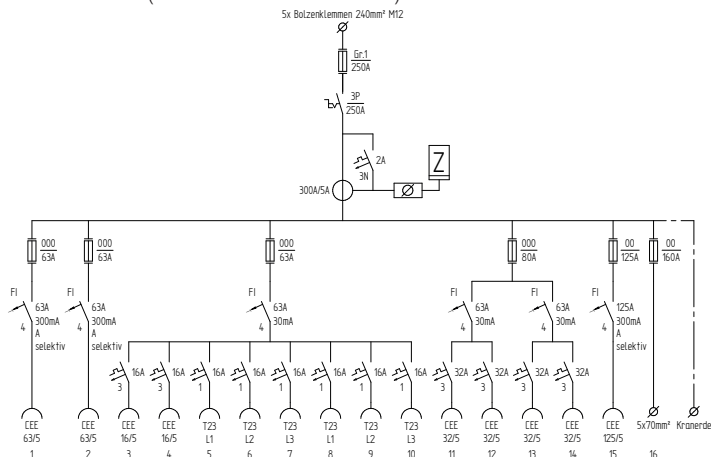 5x Bolzenklemmen 240mm² M12
Gr.1
250A
3P
250A
2A
3N
Z
300A/5A
000 000 000 000 00 00
63A 63A 63A 80A 125A 160A
FI FI FI FI FI FI
63A 63A 63A 63A 63A 125A
300mA 300mA 30mA 30mA 30mA 300mA
4 4 4 4 4 4
A A A
selektiv selektiv selektiv
16A 16A 16A 16A 16A 16A 16A 16A 32A 32A 32A 32A
3 3 1 1 1 1 1 1 3 3 3 3
CEE CEE CEE CEE T23 T23 T23 T23 T23 T23 CEE CEE CEE CEE CEE 5x70mm² Kranerde
63/5 63/5 16/5 16/5 L1 L2 L3 L1 L2 L3 32/5 32/5 32/5 32/5 125/5
1 2 3 4 5 6 7 8 9 10 11 12 13 14 15 16